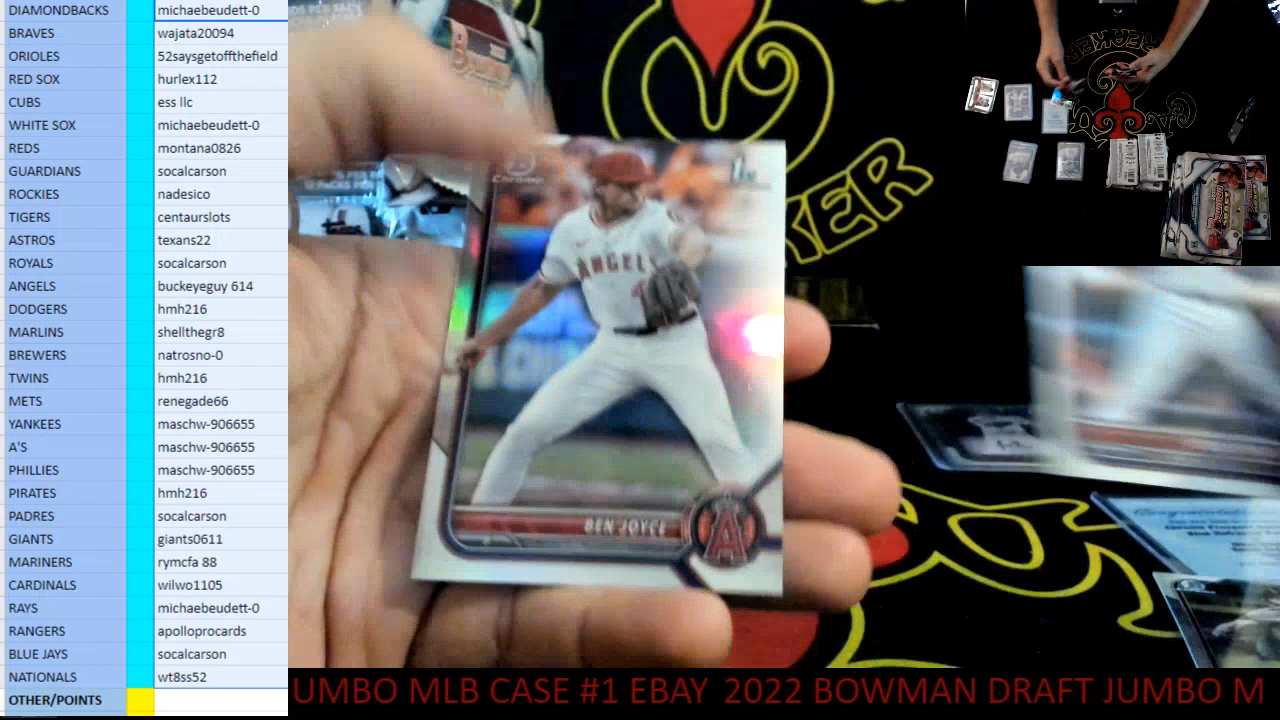 DIAMONDBACKS michaebeudett-0
BRAVES wajata20094
ORIOLES 52saysgetoffthefield
RED SOX hurlex112
CUBS ess llc
WHITE SOX michaebeudett-0
REDS montana0826
GUARDIANS socalcarson
ROCKIES nadesico
TIGERS centaurslots
ASTROS texans22
ROYALS socalcarson
ANGELS buckeyeguy 614
DODGERS hmh216
MARLINS shellthegr8
BREWERS natrosno-0
TWINS hmh216
METS renegade66
YANKEES maschw-906655
A'S maschw-906655
PHILLIES maschw-906655
PIRATES hmh216
PADRES socalcarson
GIANTS giants0611
MARINERS rymcfa 88
CARDINALS wilwo1105
RAYS michaebeudett-0
RANGERS apolloprocards
BLUE JAYS socalcarson
NATIONALS wt8ss52
OTHER/POINTS
Chrome
1st
ANGELS
BEN JOYCE
A
KER
BREAKER
UMBO MLB CASE #1 EBAY 2022 BOWMAN DRAFT JUMBO M